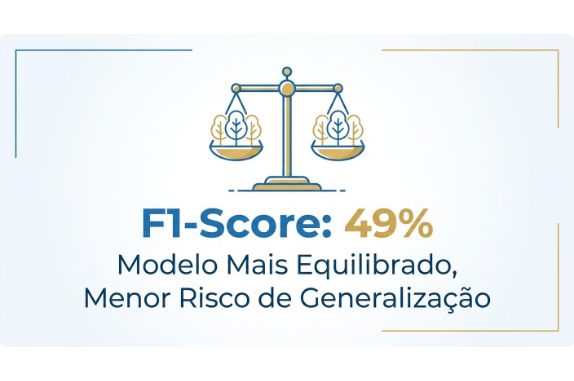 F1-Score: 49%
Modelo Mais Equilibrado,
Menor Risco de Generalização